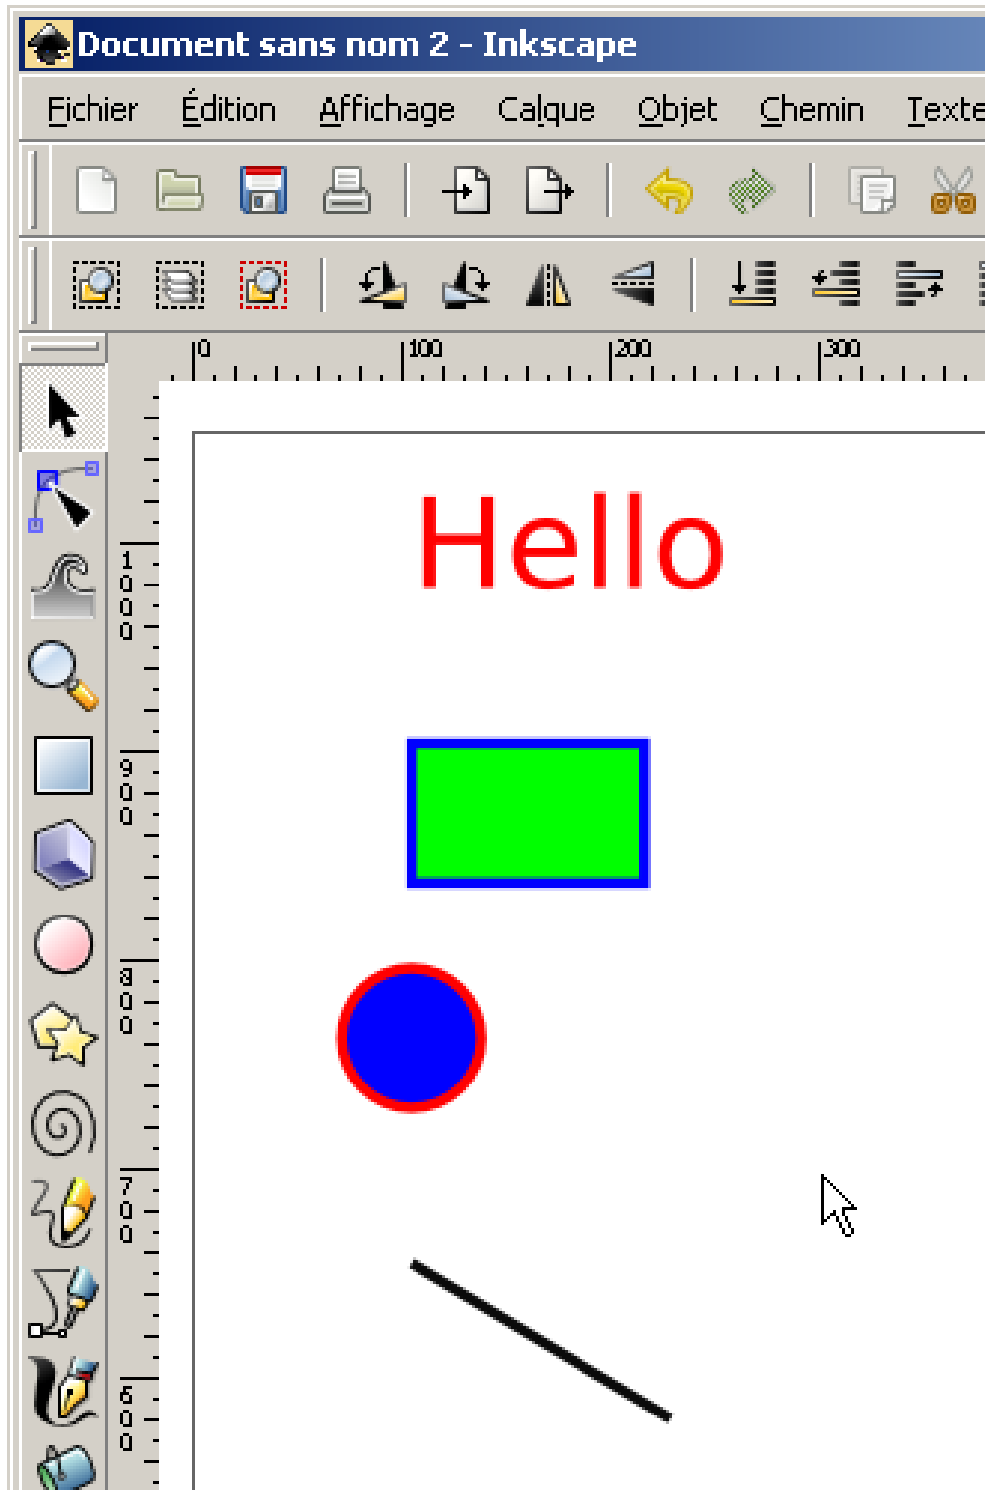 Document sans nom 2 - Inkscape
Fichier Édition Affichage Calque Objet Chemin Texte
0 100 200 300
Hello
1000
900
800
700
600